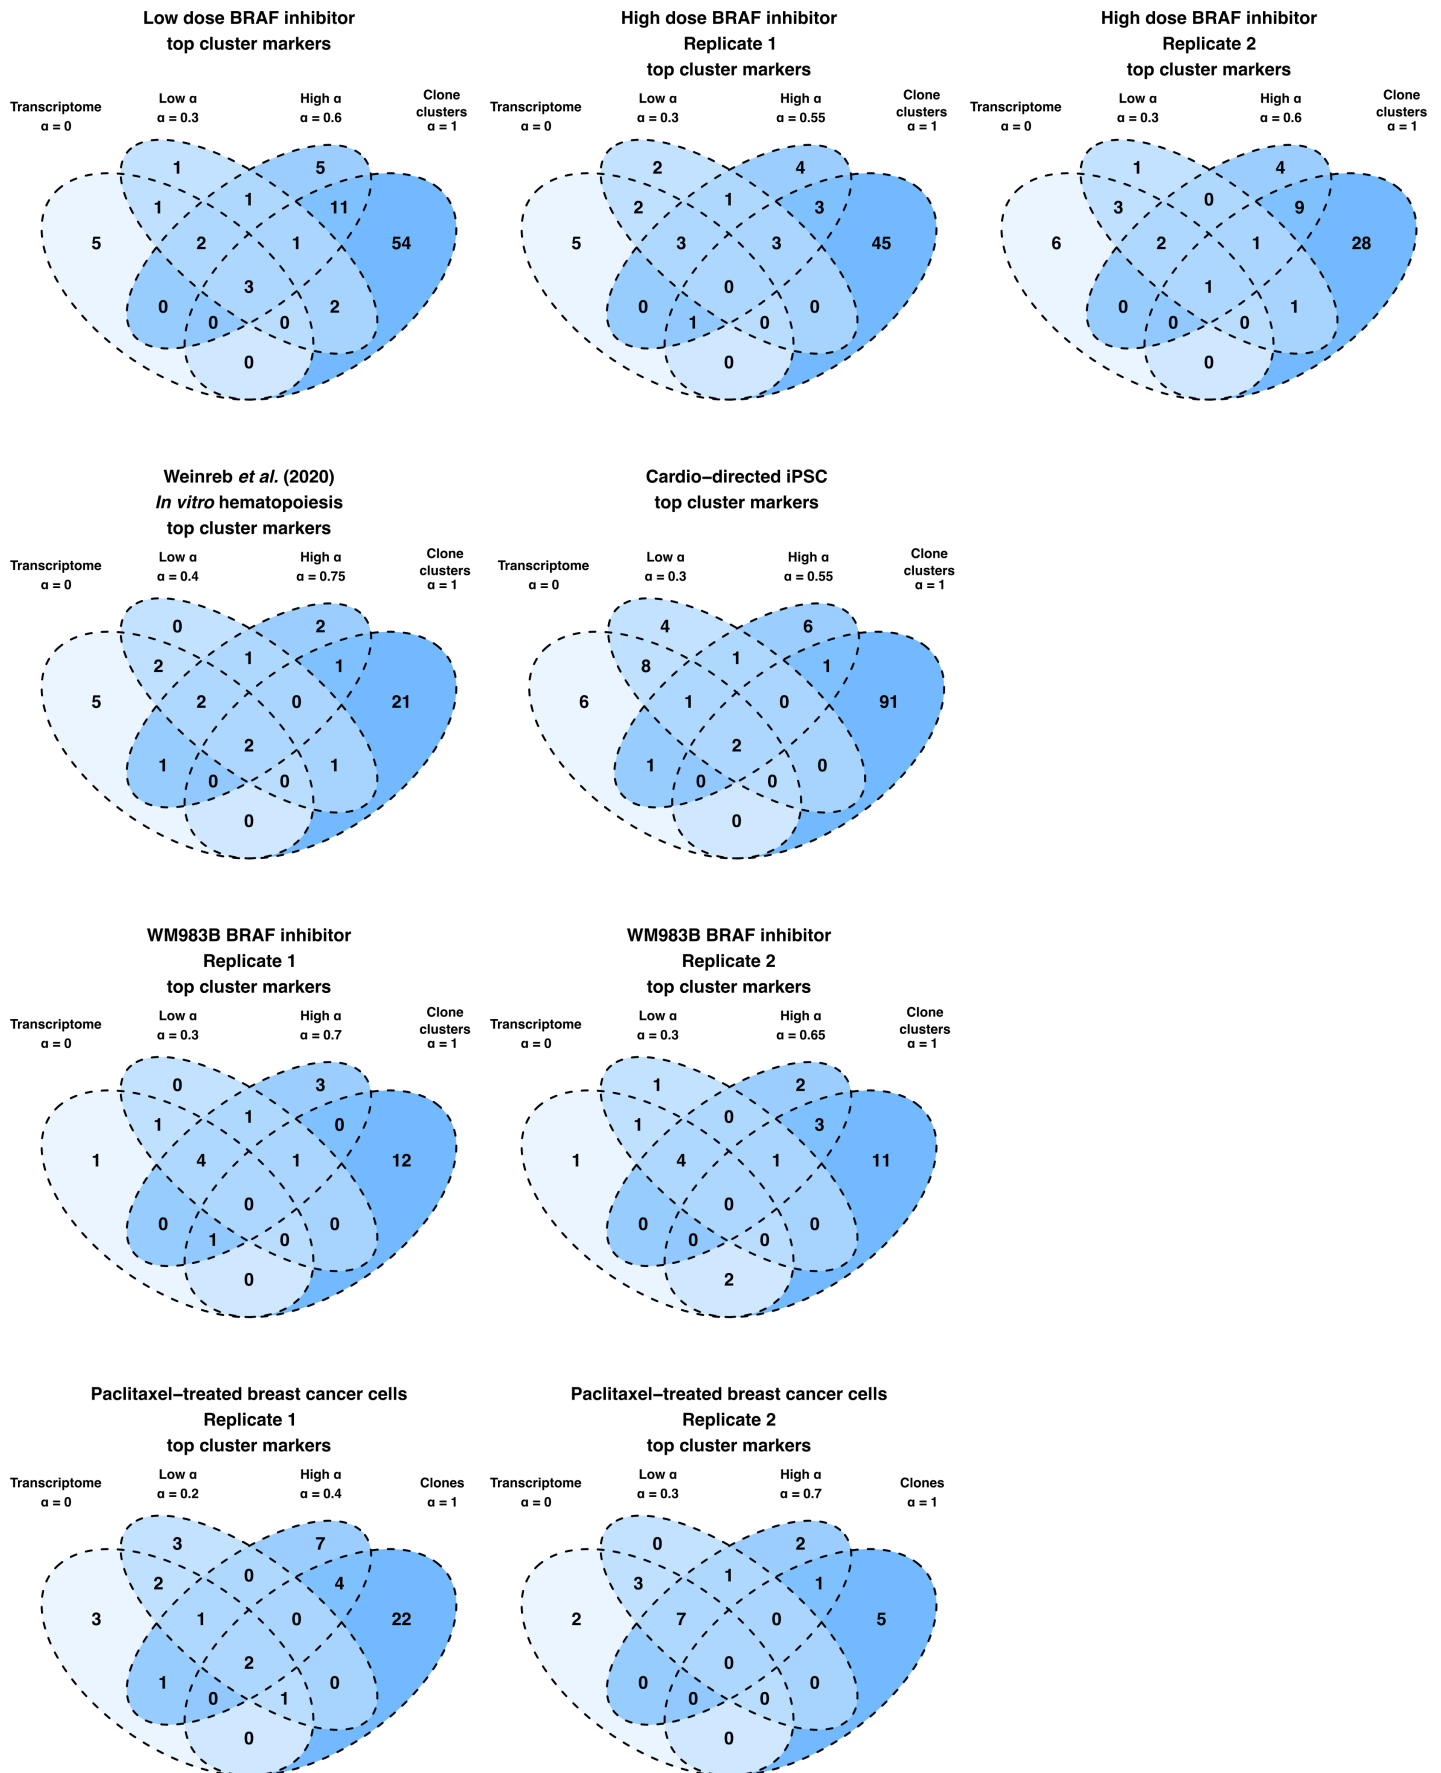 Low dose BRAF inhibitor
top cluster markers
Transcriptome
α = 0
Low α
α = 0.3
High α
α = 0.6
Clone
clusters
α = 1
1
5
1
1
11
5
2
1
54
3
0
2
0
0
0
High dose BRAF inhibitor
Replicate 1
top cluster markers
Transcriptome
α = 0
Low α
α = 0.3
High α
α = 0.55
Clone
clusters
α = 1
2
4
2
1
3
5
3
3
45
0
0
0
1
0
0
High dose BRAF inhibitor
Replicate 2
top cluster markers
Transcriptome
α = 0
Low α
α = 0.3
High α
α = 0.6
Clone
clusters
α = 1
1
4
3
0
9
6
2
1
28
1
0
1
0
0
0
Weinreb et al. (2020)
In vitro hematopoiesis
top cluster markers
Transcriptome
α = 0
Low α
α = 0.4
High α
α = 0.75
Clone
clusters
α = 1
0
2
2
1
1
5
2
0
21
2
1
1
0
0
0
Cardio−directed iPSC
top cluster markers
Transcriptome
α = 0
Low α
α = 0.3
High α
α = 0.55
Clone
clusters
α = 1
4
6
8
1
1
6
1
0
91
2
1
0
0
0
0
WM983B BRAF inhibitor
Replicate 1
top cluster markers
Transcriptome
α = 0
Low α
α = 0.3
High α
α = 0.7
Clone
clusters
α = 1
0
3
1
1
0
1
4
1
12
0
0
0
1
0
0
WM983B BRAF inhibitor
Replicate 2
top cluster markers
Transcriptome
α = 0
Low α
α = 0.3
High α
α = 0.65
Clone
clusters
α = 1
1
2
1
0
3
1
4
1
11
0
0
0
0
0
2
Paclitaxel−treated breast cancer cells
Replicate 1
top cluster markers
Transcriptome
α = 0
Low α
α = 0.2
High α
α = 0.4
Clones
α = 1
3
7
2
0
4
3
1
0
22
2
1
0
0
1
0
Paclitaxel−treated breast cancer cells
Replicate 2
top cluster markers
Transcriptome
α = 0
Low α
α = 0.3
High α
α = 0.7
Clones
α = 1
0
2
3
1
1
2
7
0
5
0
0
0
0
0
0